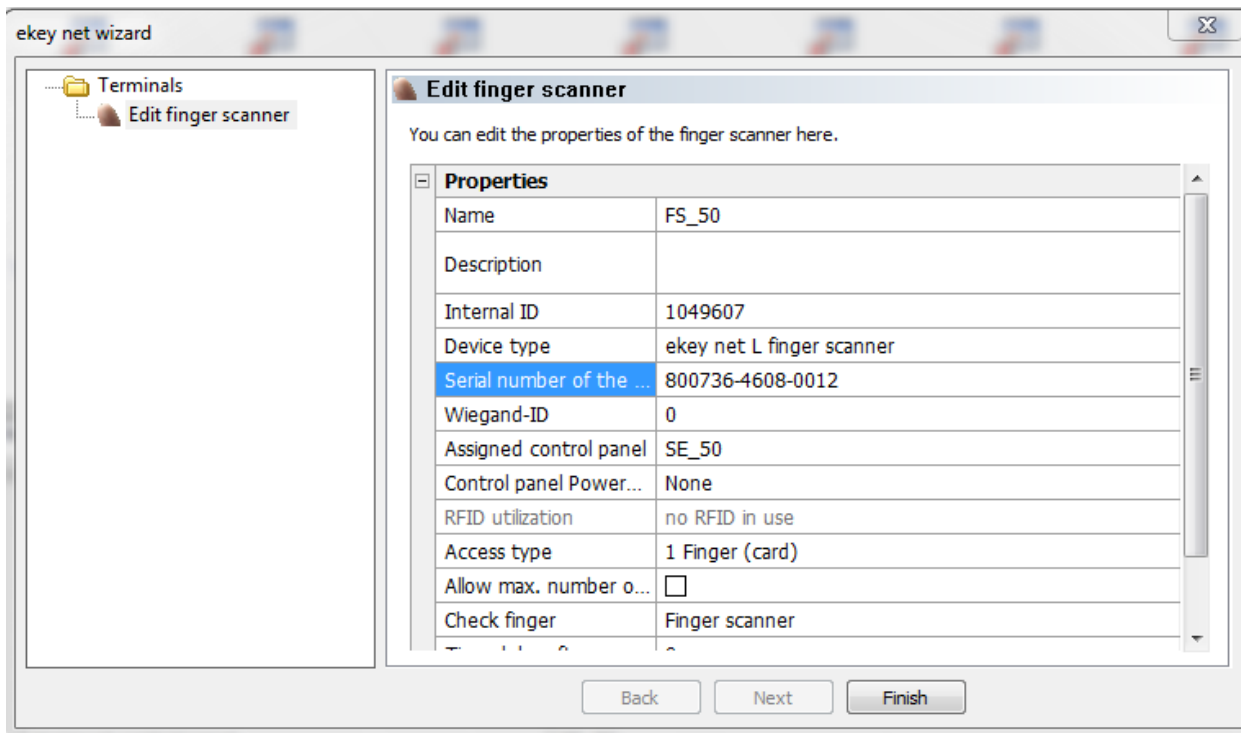 ekey net wizard
Terminals
Edit finger scanner
Edit finger scanner
You can edit the properties of the finger scanner here.
Properties
Name FS_50
Description
Internal ID 1049607
Device type ekey net L finger scanner
Serial number of the ... 800736-4608-0012
Wiegand-ID 0
Assigned control panel SE_50
Control panel Power... None
RFID utilization no RFID in use
Access type 1 Finger (card)
Allow max. number o...
Check finger Finger scanner
Back Next Finish